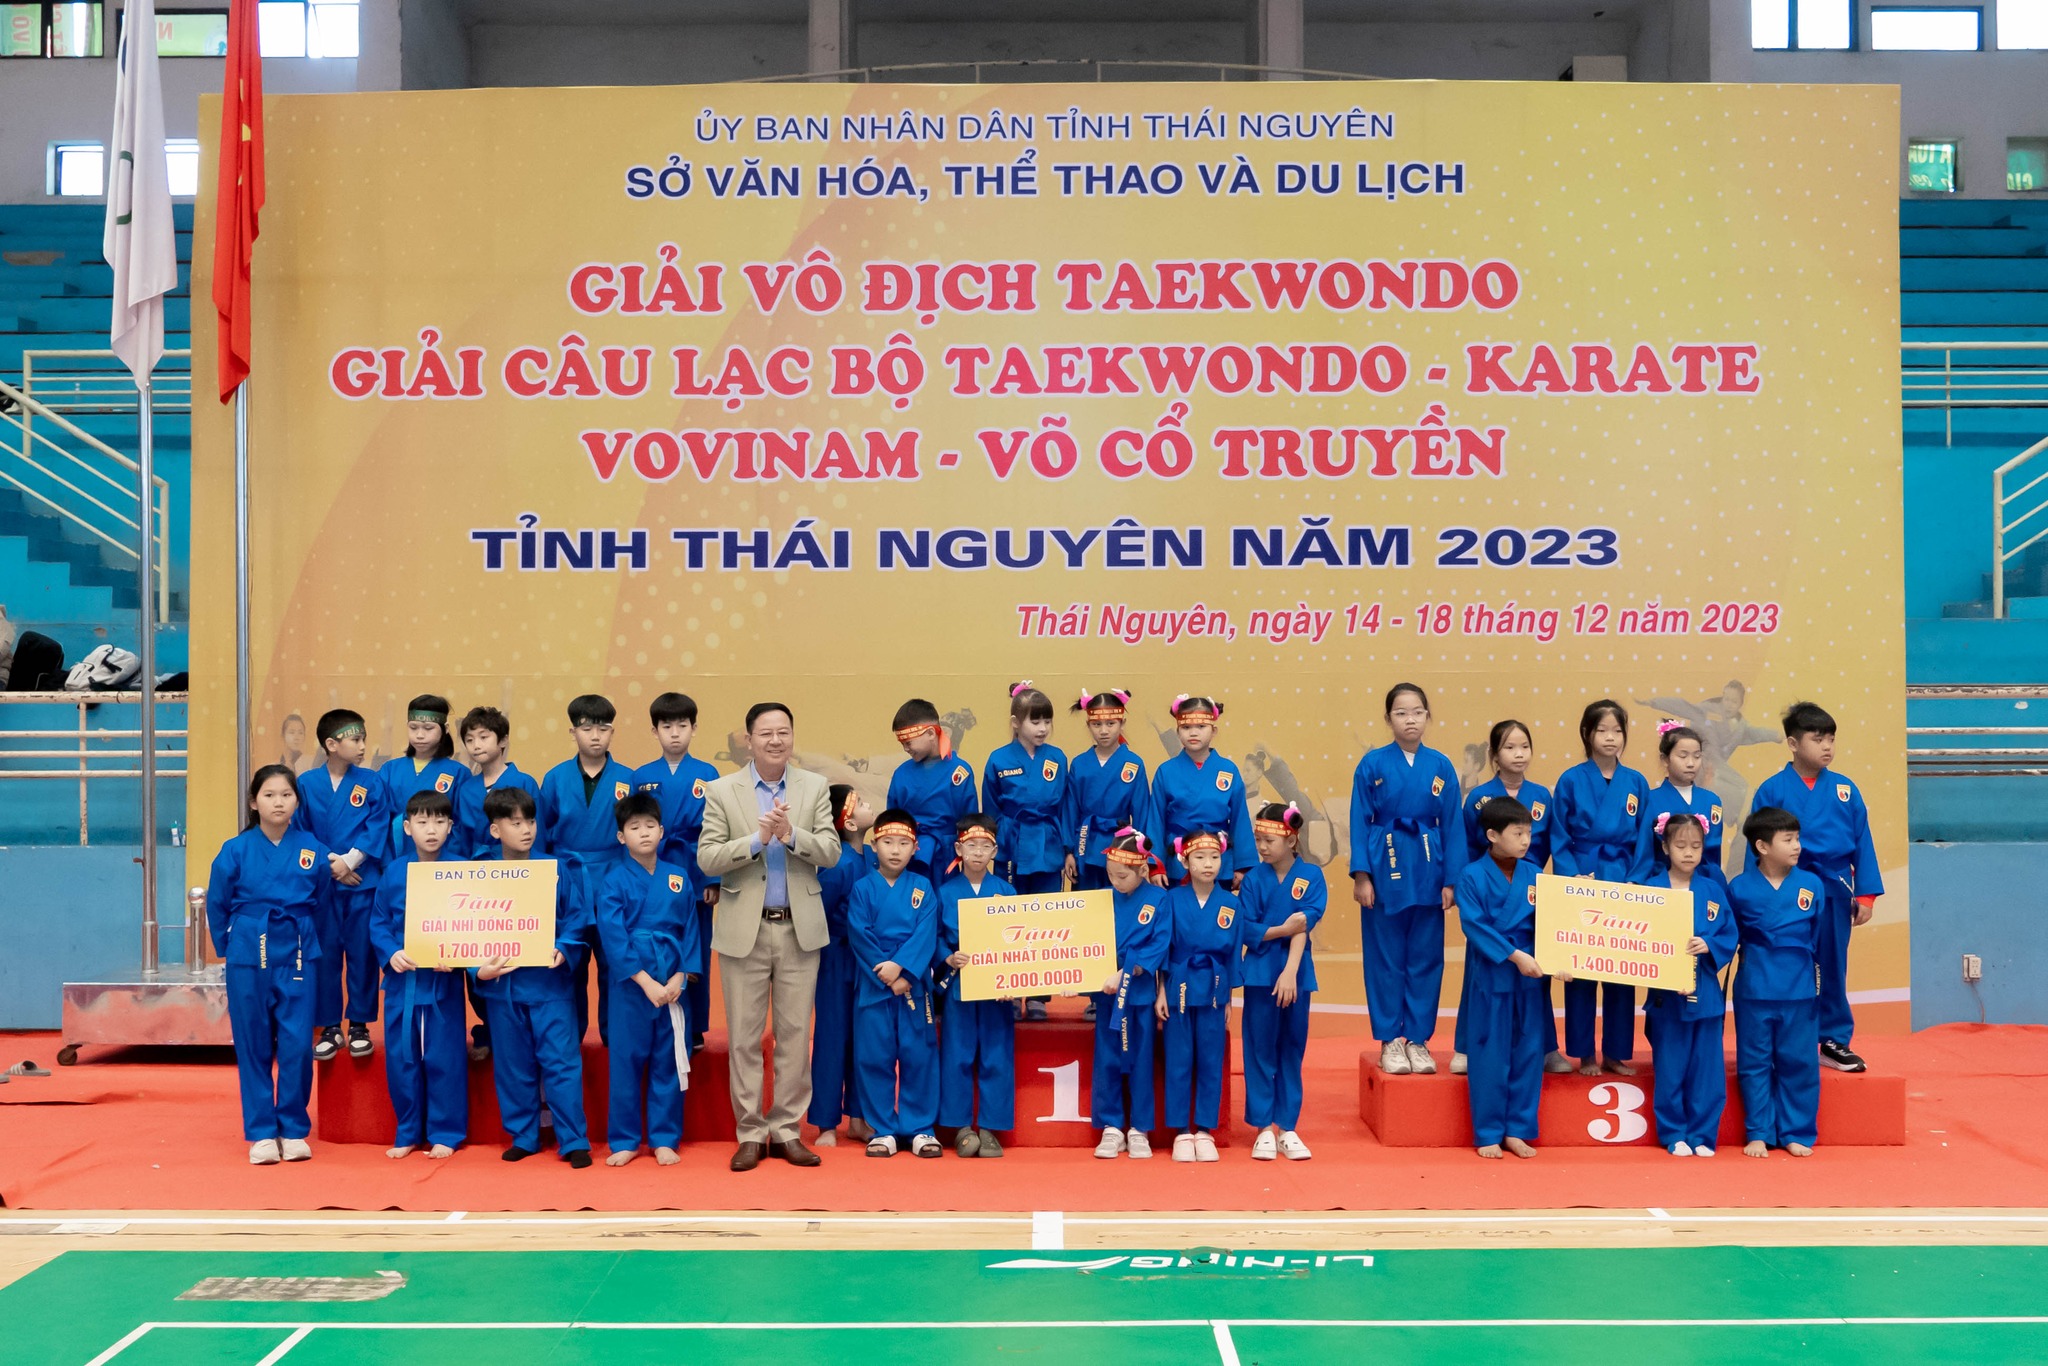 ỦY BAN NHÂN DÂN TỈNH THÁI NGUYÊN
SỞ VĂN HÓA, THỂ THAO VÀ DU LỊCH
GIẢI VÔ ĐỊCH TAEKWONDO
GIẢI CÂU LẠC BỘ TAEKWONDO - KARATE
VOVINAM - VÕ CỔ TRUYỀN
TỈNH THÁI NGUYÊN NĂM 2023
Thái Nguyên, ngày 14 - 18 tháng 12 năm 2023
BAN TỔ CHỨC
Tặng
GIẢI NHÌ ĐỒNG ĐỘI
1.700.000Đ
BAN TỔ CHỨC
Tặng
GIẢI NHẤT ĐỒNG ĐỘI
2.000.000Đ
BAN TỔ CHỨC
Tặng
GIẢI BA ĐỒNG ĐỘI
1.400.000Đ
GIANG
KIỆT
1
3
LI-NING